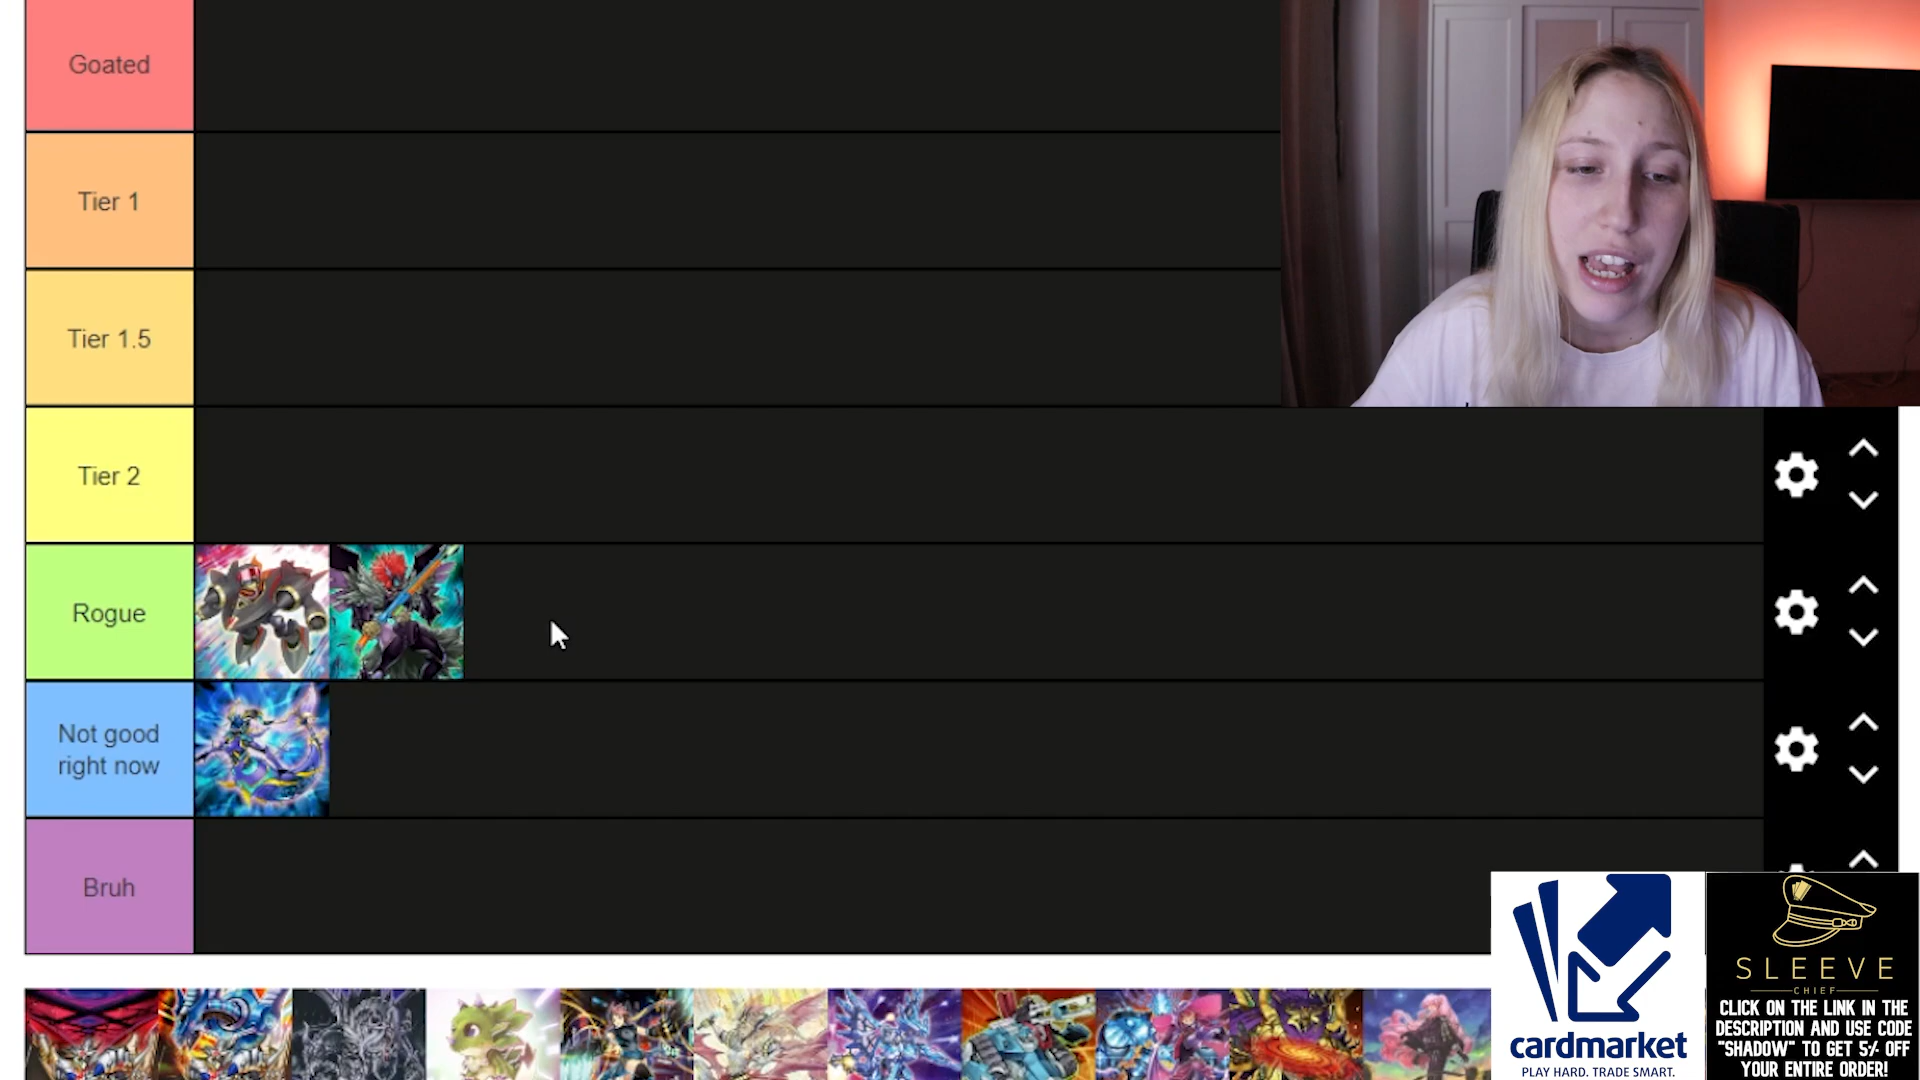 Goated
Tier 1
Tier 1.5
Tier 2
Rogue
Not good
right now
Bruh
cardmarket
PLAY HARD. TRADE SMART.
SLEEVE
CHIEF
CLICK ON THE LINK IN THE
DESCRIPTION AND USE CODE
"SHADOW" TO GET 5% OFF
YOUR ENTIRE ORDER!